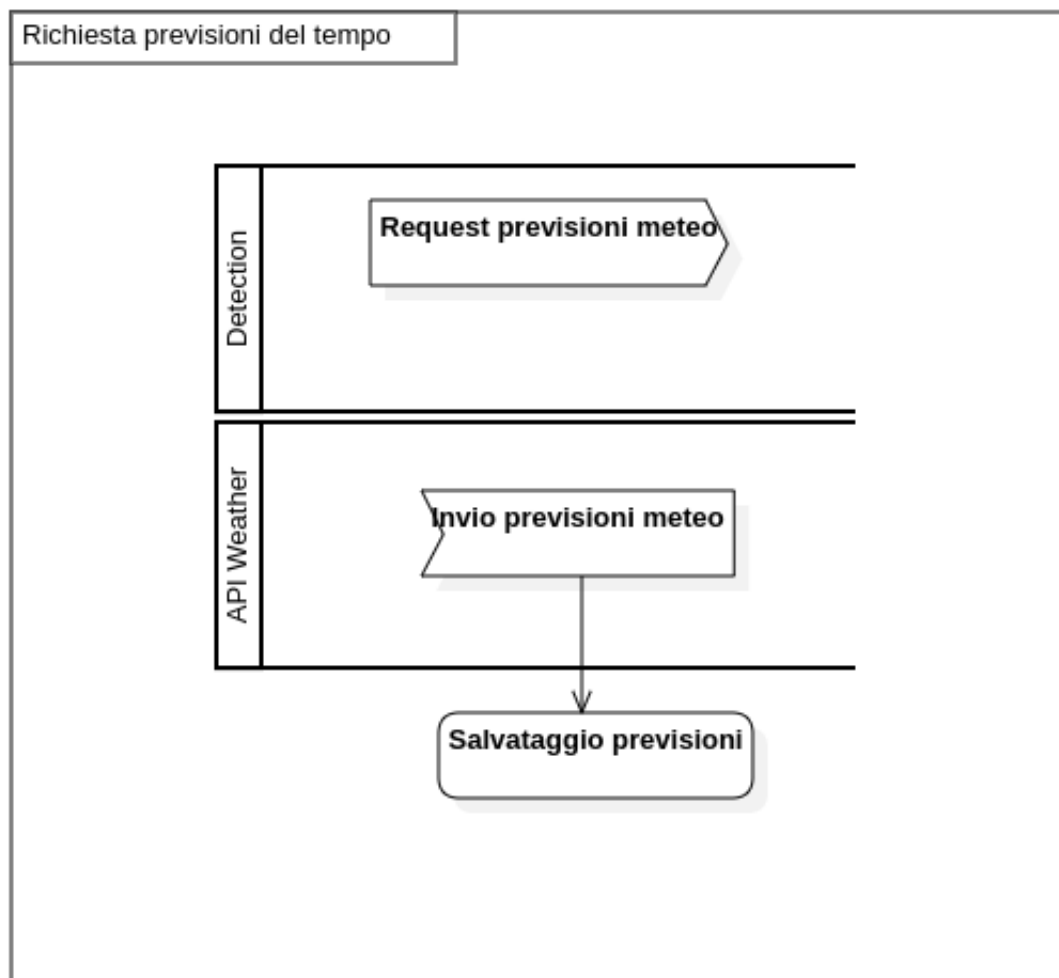 Richiesta previsioni del tempo
Detection
Request previsioni meteo
API Weather
Invio previsioni meteo
Salvataggio previsioni